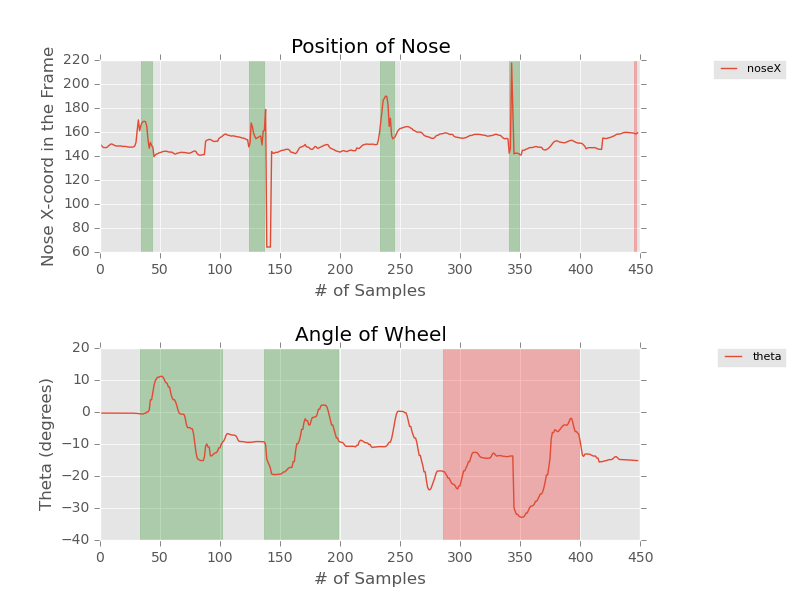 Position of Nose
220
200
180
160
140
120
100
80
60
Nose X-coord in the Frame
0 50 100 150 200 250 300 350 400 450
# of Samples
noseX
Angle of Wheel
20
10
0
−10
−20
−30
−40
Theta (degrees)
0 50 100 150 200 250 300 350 400 450
# of Samples
theta